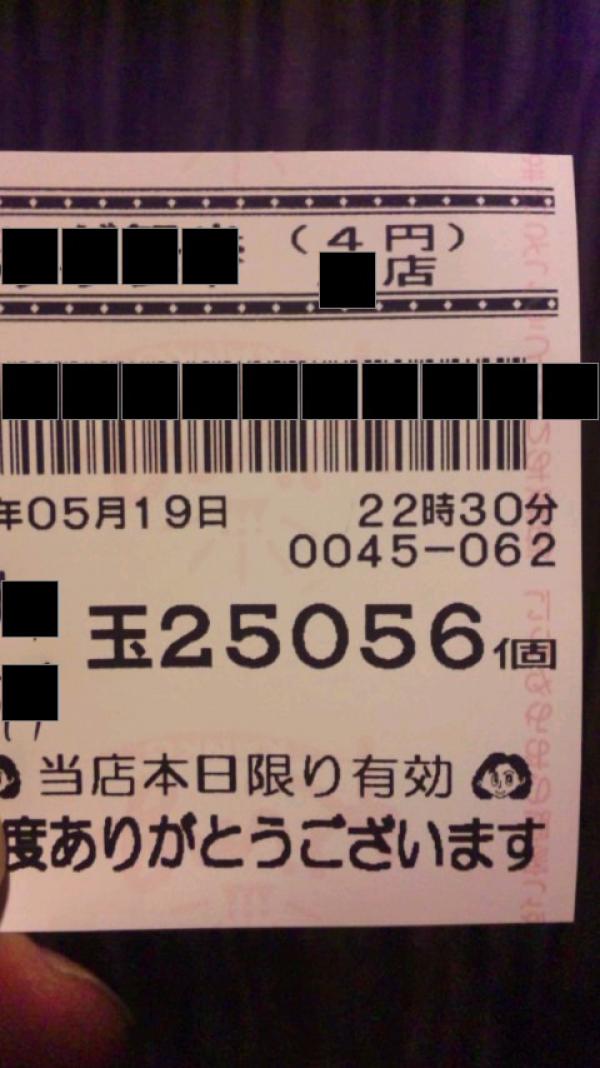 （４円）
店
年05月19日 22時30分
0045－062
玉25056個
当店本日限り有効
度ありがとうございます